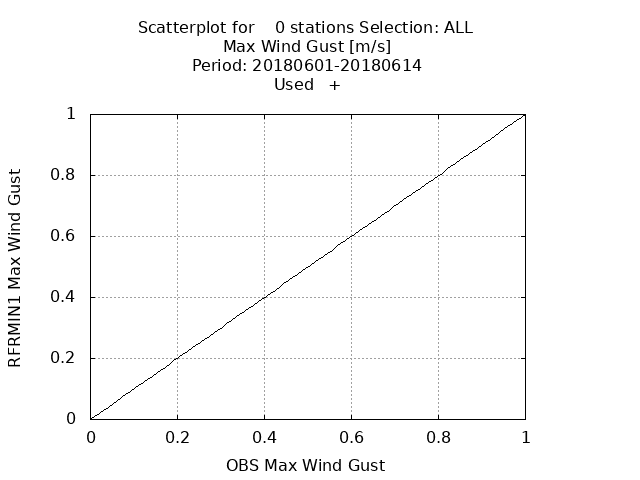 Scatterplot for    0 stations Selection: ALL
Max Wind Gust [m/s]
Period: 20180601-20180614
Used   +
1
0.8
0.6
0.4
0.2
0
RFRMIN1 Max Wind Gust
0 0.2 0.4 0.6 0.8 1
OBS Max Wind Gust